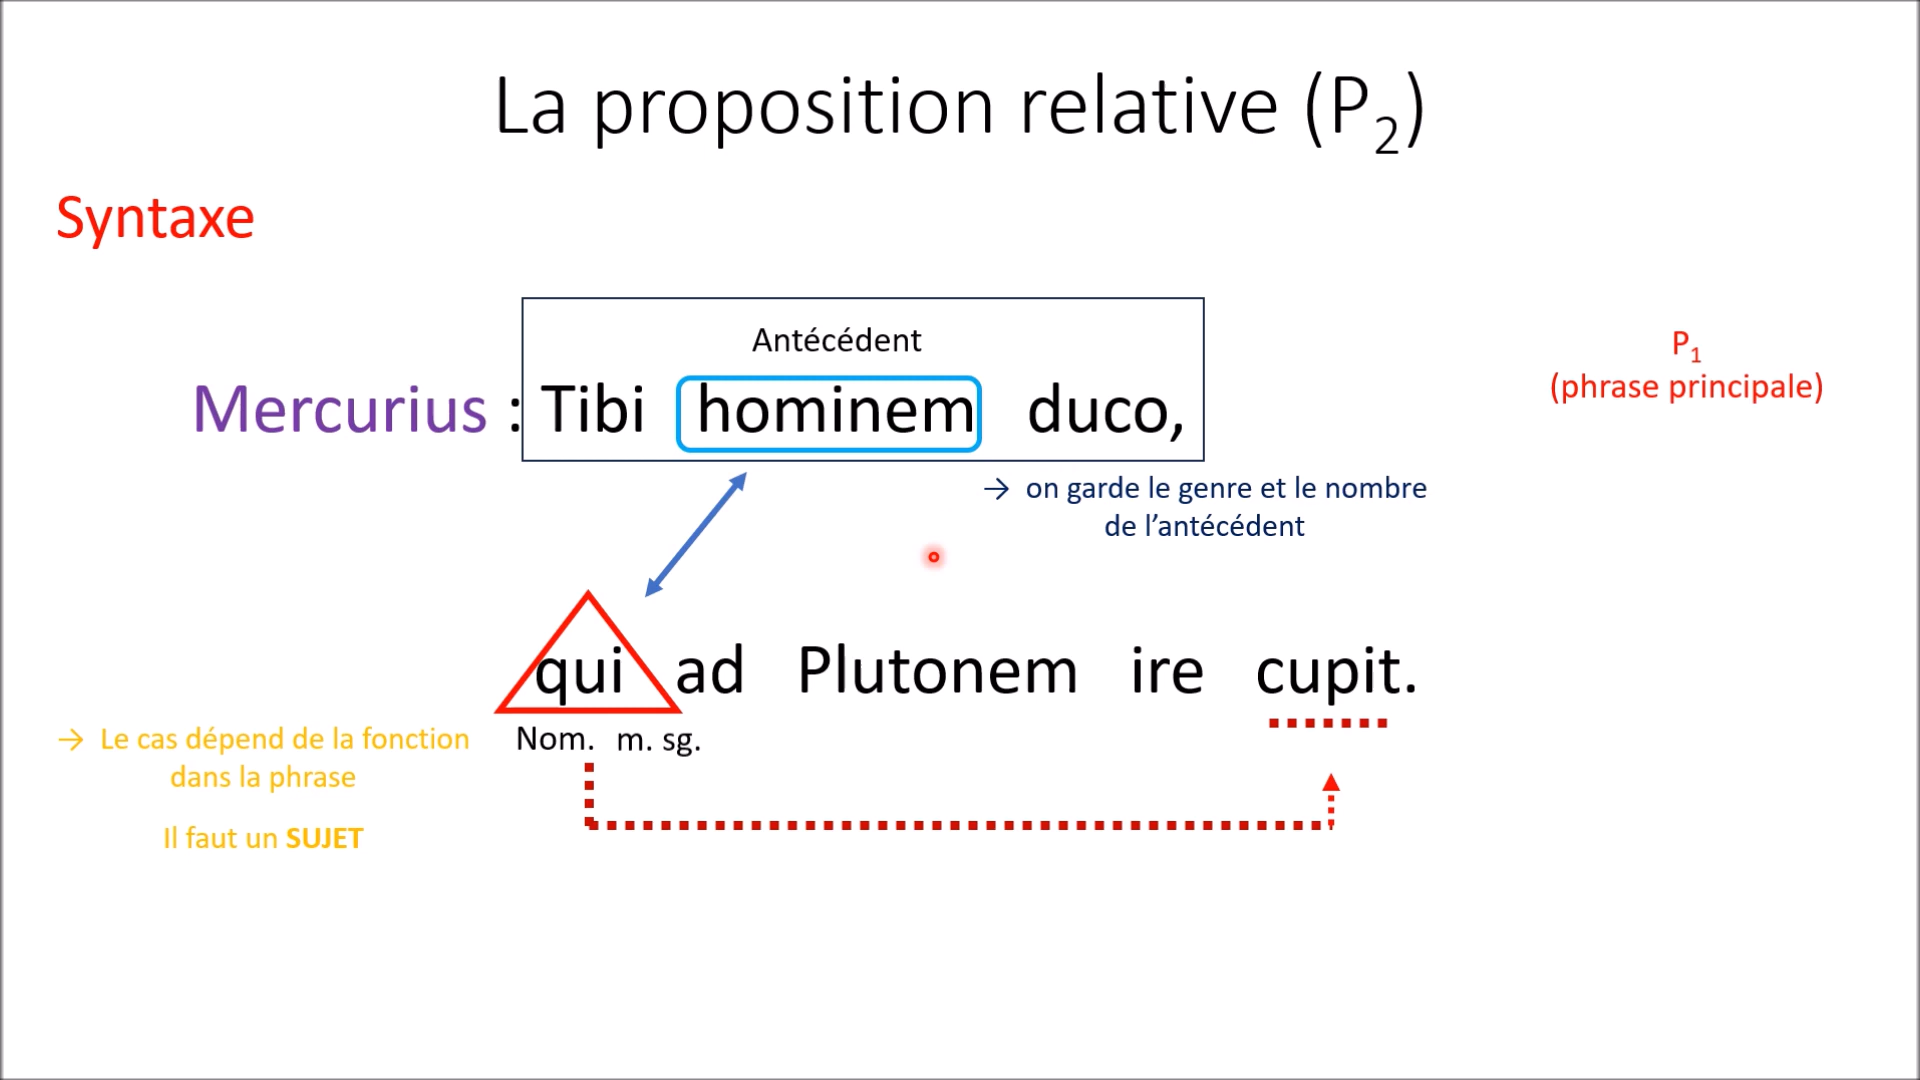 La proposition relative (P2)
Syntaxe
Antécédent
P1
(phrase principale)
Mercurius : Tibi hominem duco,
→ on garde le genre et le nombre
de l’antécédent
qui ad Plutonem ire cupit.
→ Le cas dépend de la fonction
dans la phrase
Nom. m. sg.
Il faut un SUJET